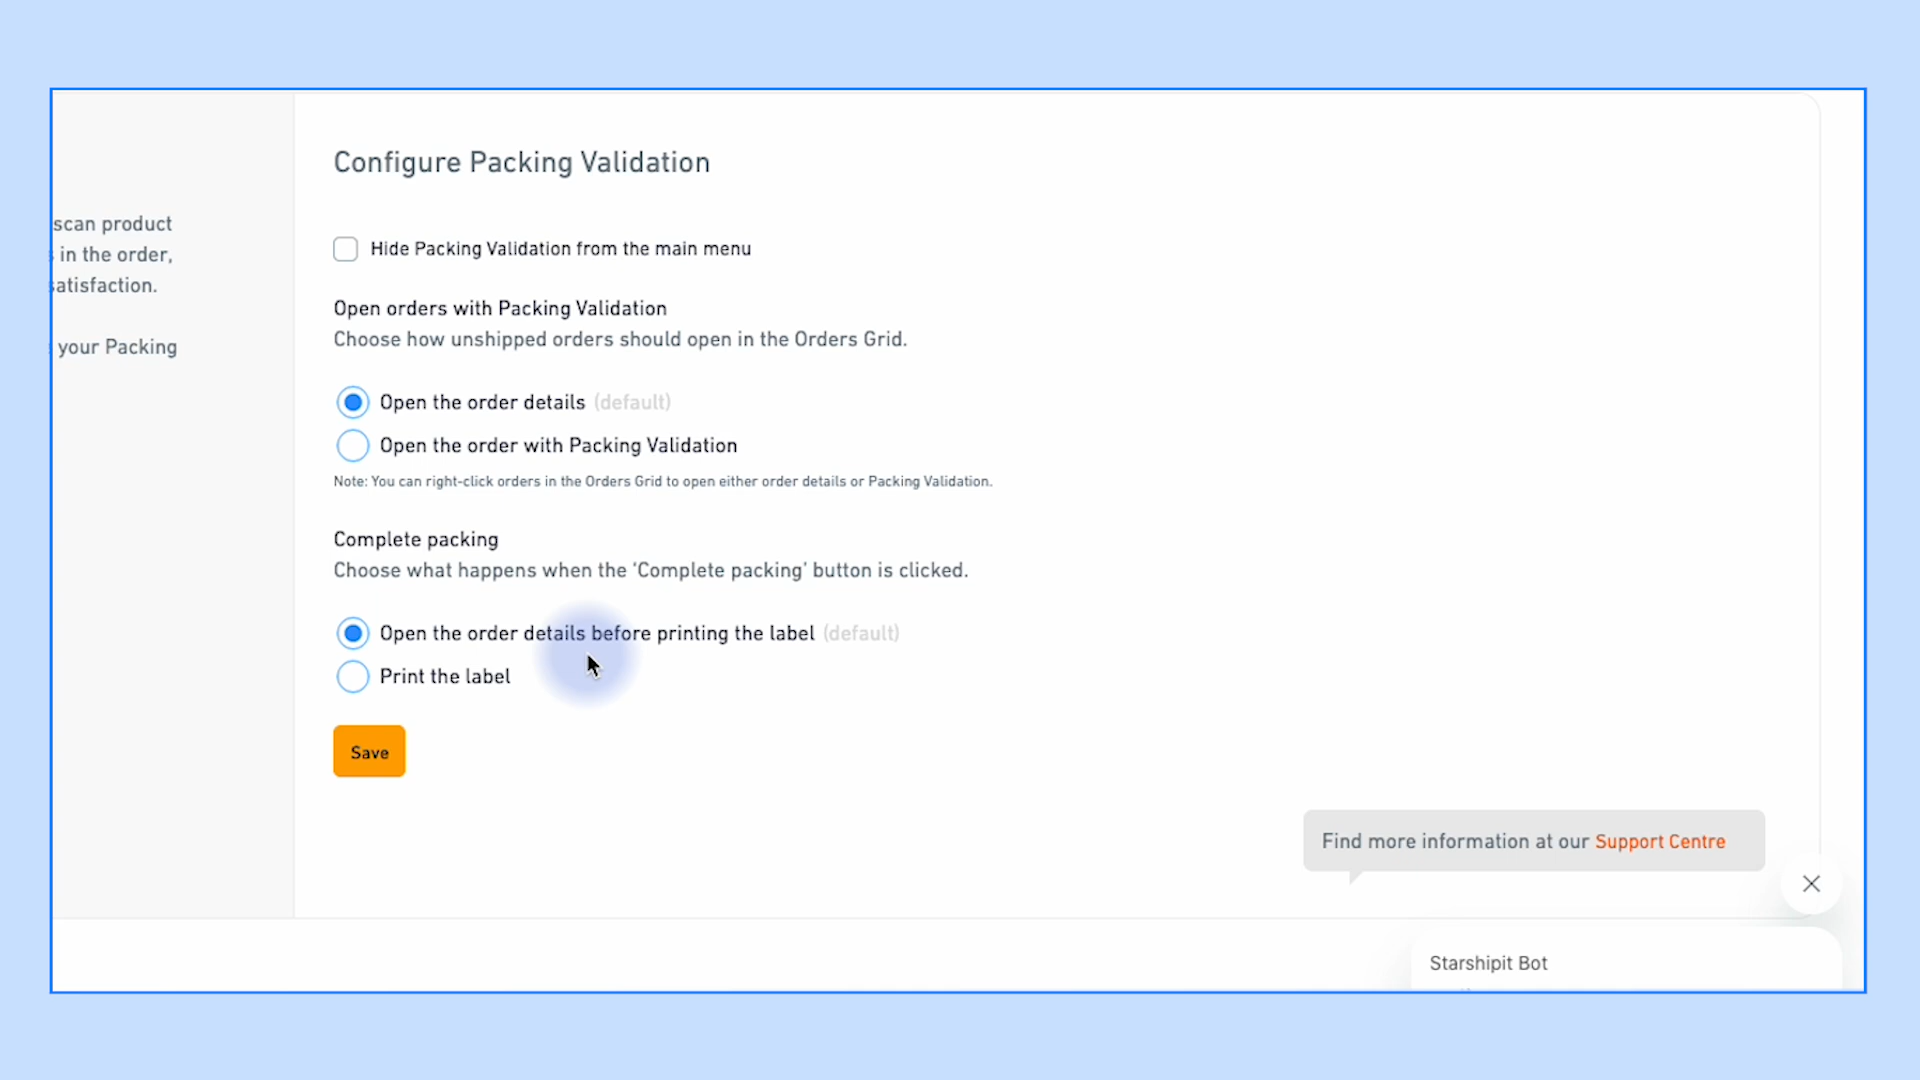 scan product
in the order,
satisfaction.
your Packing
Configure Packing Validation
Hide Packing Validation from the main menu
Open orders with Packing Validation
Choose how unshipped orders should open in the Orders Grid.
Open the order details (default)
Open the order with Packing Validation
Note: You can right-click orders in the Orders Grid to open either order details or Packing Validation.
Complete packing
Choose what happens when the ‘Complete packing’ button is clicked.
Open the order details before printing the label (default)
Print the label
Save
Find more information at our Support Centre
Starshipit Bot